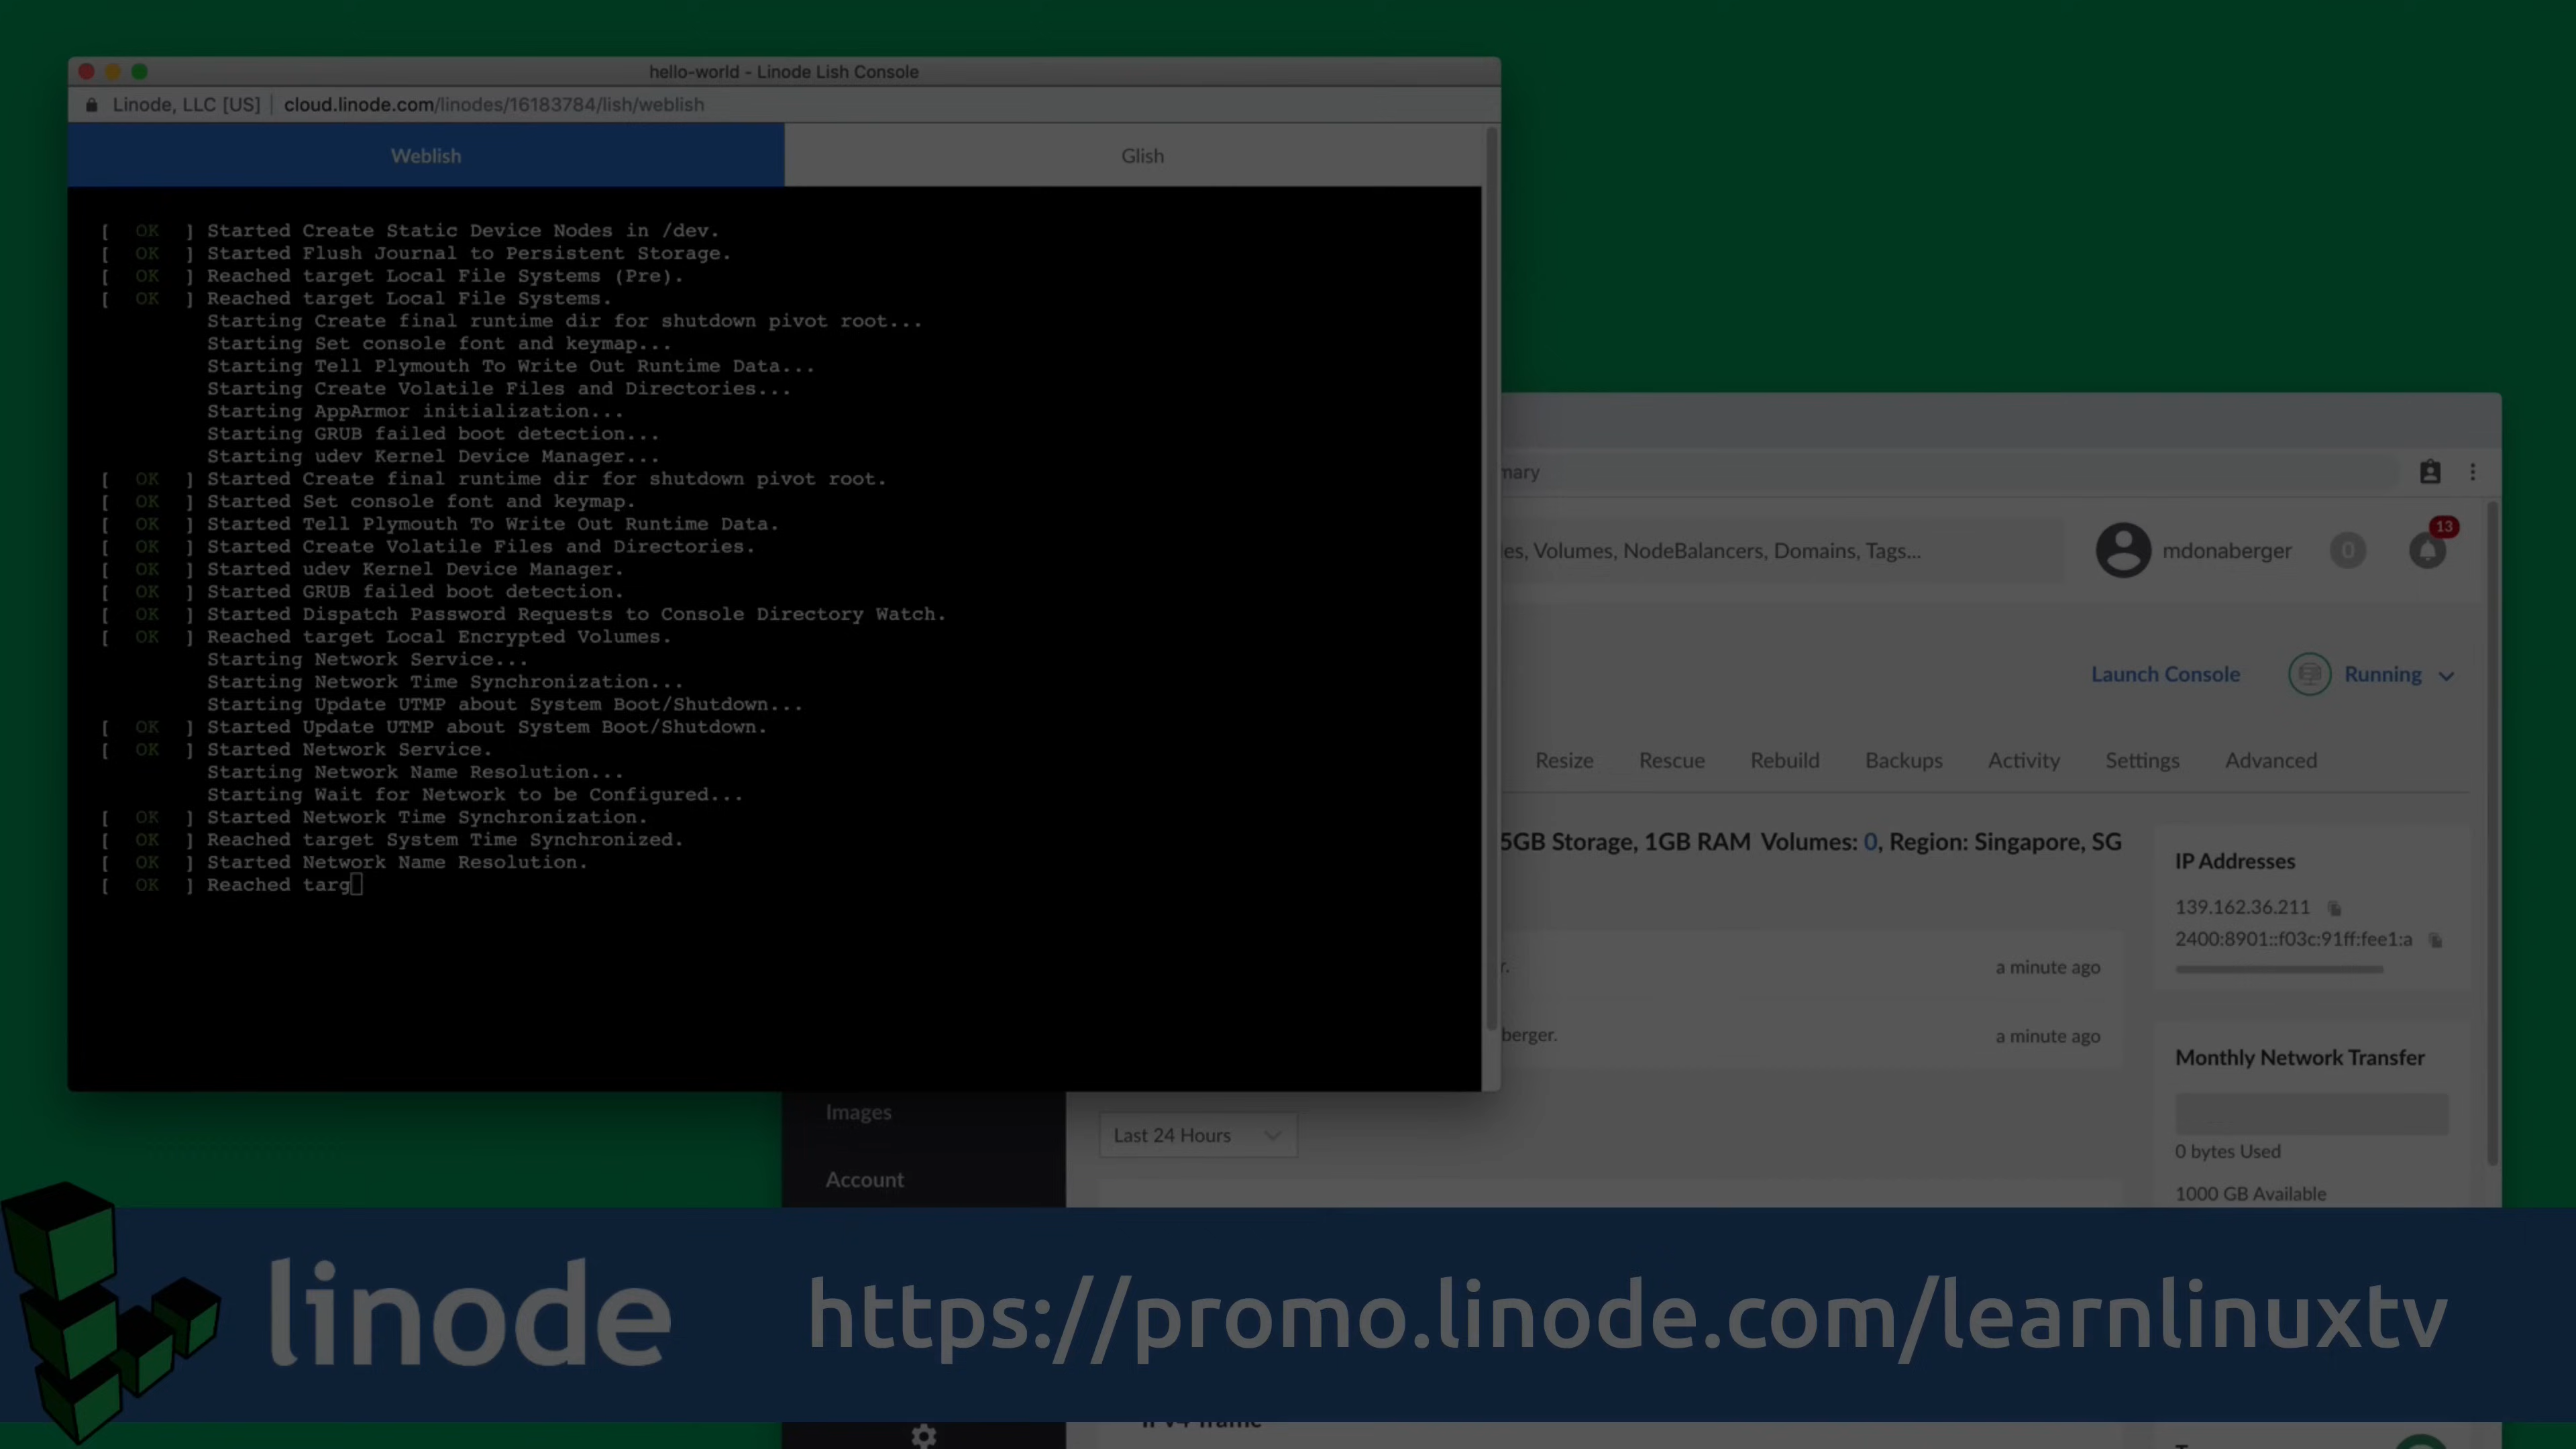 hello-world - Linode Lish Console
Linode, LLC [US] | cloud.linode.com/linodes/16183784/lish/weblish
Weblish
Glish
[ OK ] Started Create Static Device Nodes in /dev.
[ OK ] Started Flush Journal to Persistent Storage.
[ OK ] Reached target Local File Systems (Pre).
[ OK ] Reached target Local File Systems.
Starting Create final runtime dir for shutdown pivot root...
Starting Set console font and keymap...
Starting Tell Plymouth To Write Out Runtime Data...
Starting Create Volatile Files and Directories...
Starting AppArmor initialization...
Starting GRUB failed boot detection...
Starting udev Kernel Device Manager...
[ OK ] Started Create final runtime dir for shutdown pivot root.
[ OK ] Started Set console font and keymap.
[ OK ] Started Tell Plymouth To Write Out Runtime Data.
[ OK ] Started Create Volatile Files and Directories.
[ OK ] Started udev Kernel Device Manager.
[ OK ] Started GRUB failed boot detection.
[ OK ] Started Dispatch Password Requests to Console Directory Watch.
[ OK ] Reached target Local Encrypted Volumes.
Starting Network Service...
Starting Network Time Synchronization...
Starting Update UTMP about System Boot/Shutdown...
[ OK ] Started Update UTMP about System Boot/Shutdown.
[ OK ] Started Network Service.
Starting Network Name Resolution...
Starting Wait for Network to be Configured...
[ OK ] Started Network Time Synchronization.
[ OK ] Reached target System Time Synchronized.
[ OK ] Started Network Name Resolution.
[ OK ] Reached targ
mary
es, Volumes, NodeBalancers, Domains, Tags...
mdonaberger
0
13
Launch Console
Running
Resize Rescue Rebuild Backups Activity Settings Advanced
5GB Storage, 1GB RAM Volumes: 0, Region: Singapore, SG
IP Addresses
139.162.36.211
2400:8901::f03c:91ff:fee1:a
r.
a minute ago
berger.
a minute ago
Monthly Network Transfer
0 bytes Used
1000 GB Available
Images
Account
Last 24 Hours
linode
https://promo.linode.com/learnlinuxtv